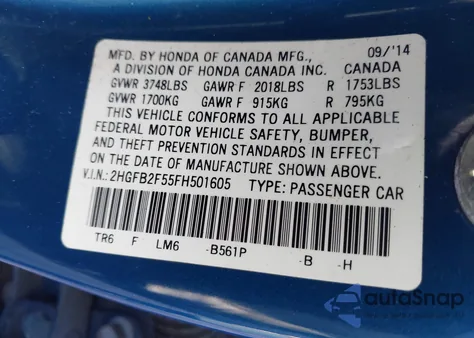 MFD. BY HONDA OF CANADA MFG., 09/'14
A DIVISION OF HONDA CANADA INC. CANADA
GVWR 3748LBS GAWR F 2018LBS R 1753LBS
GVWR 1700KG GAWR F 915KG R 795KG
THIS VEHICLE CONFORMS TO ALL APPLICABLE
FEDERAL MOTOR VEHICLE SAFETY, BUMPER,
AND THEFT PREVENTION STANDARDS IN EFFECT
ON THE DATE OF MANUFACTURE SHOWN ABOVE.
V.I.N.: 2HGFB2F55FH501605 TYPE: PASSENGER CAR
TR6 F LM6 -B561P -B -H
autoSnap